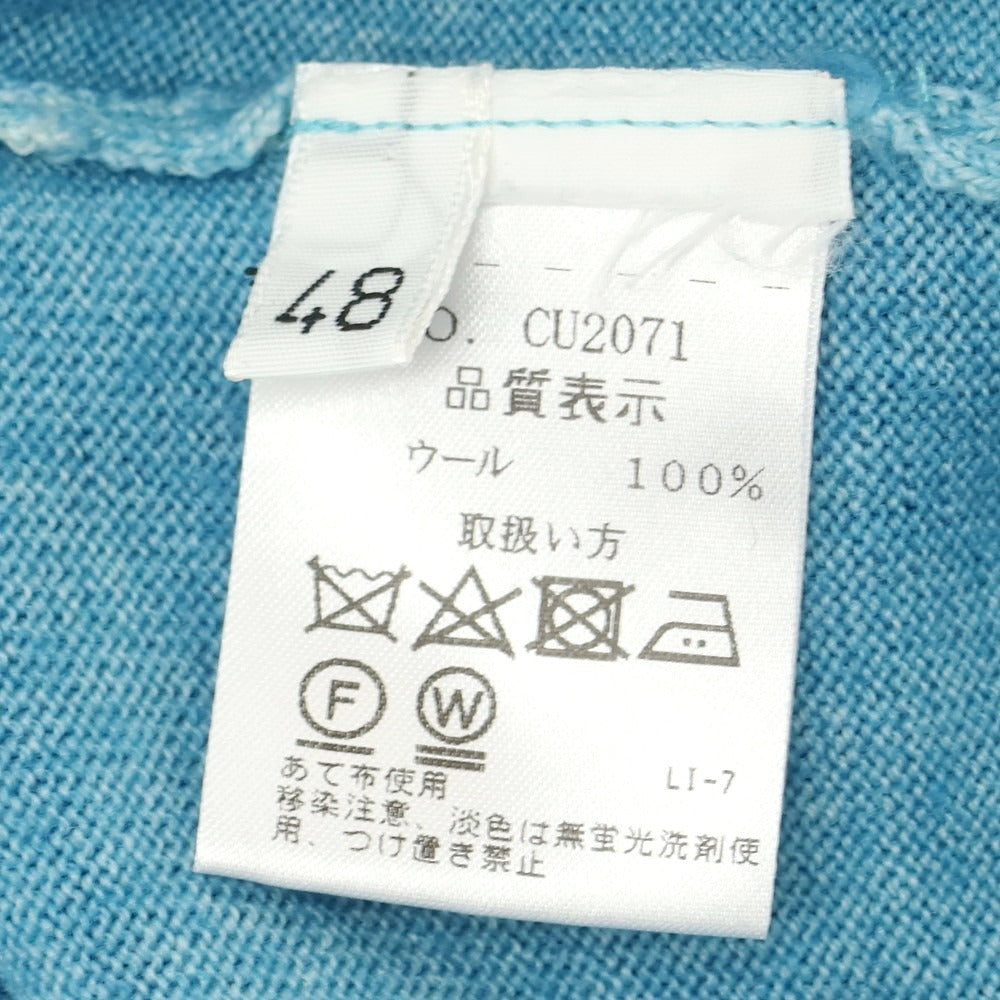 48
O. CU2071
品質表示
ウール 100%
取扱い方
F W
LI-7
あて布使用
移染注意、淡色は無蛍光洗剤使
用、つけ置き禁止